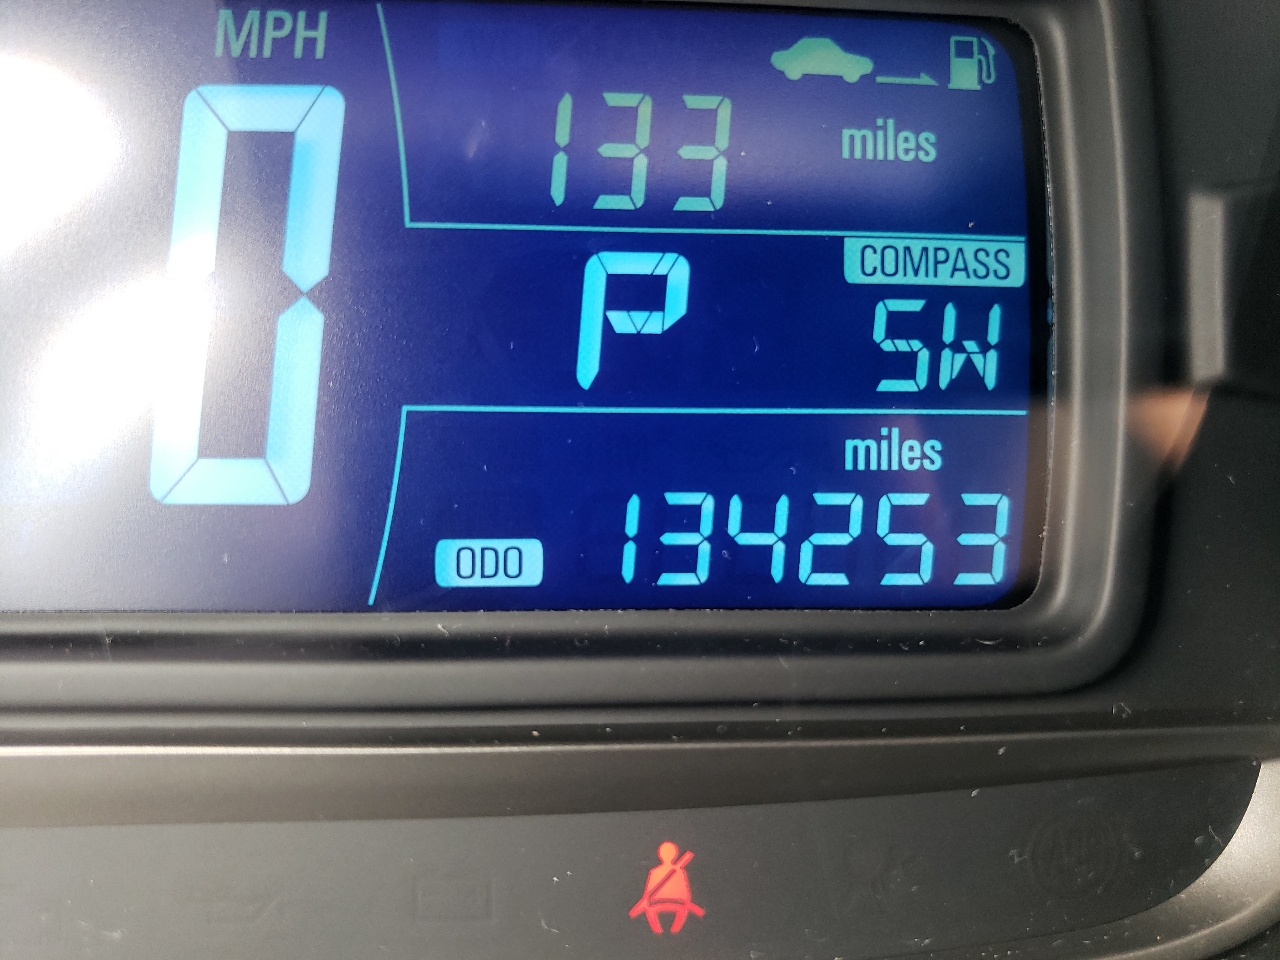 MPH
0
133
miles
P
COMPASS
SW
miles
ODO
134253